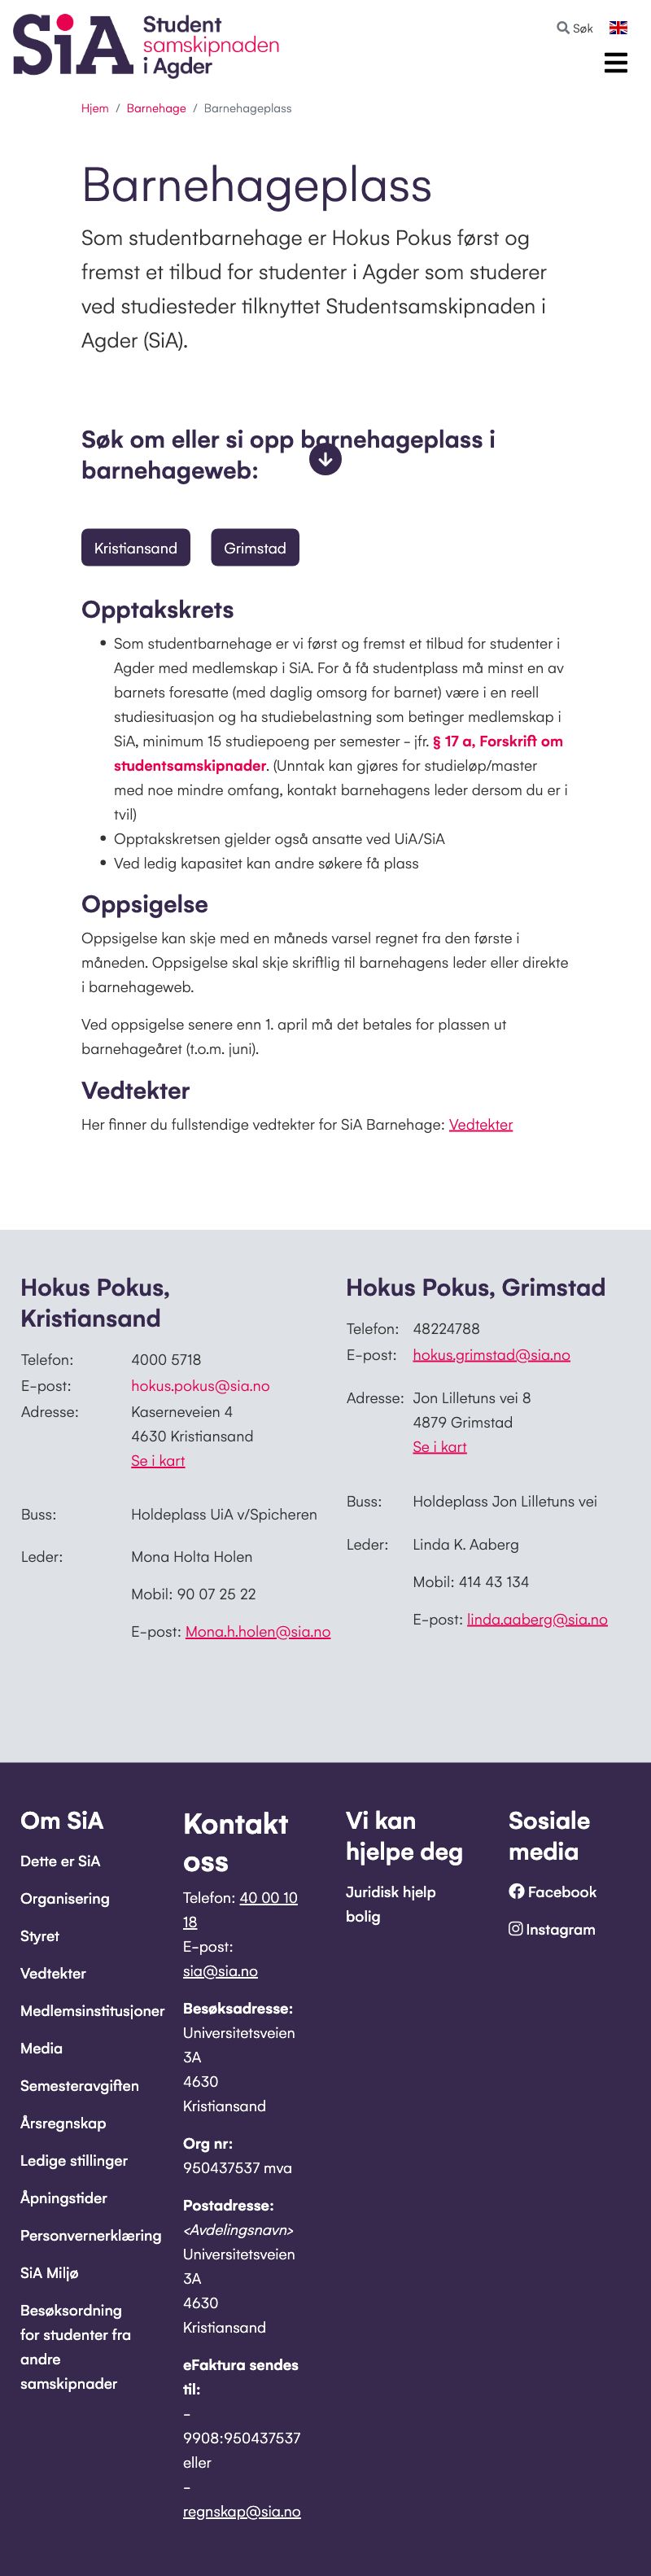 SiA Student
samskipnaden
i Agder
Søk
Hjem / Barnehage / Barnehageplass
Barnehageplass
Som studentbarnehage er Hokus Pokus først og
fremst et tilbud for studenter i Agder som studerer
ved studiesteder tilknyttet Studentsamskipnaden i
Agder (SiA).
Søk om eller si opp barnehageplass i
barnehageweb:
Kristiansand
Grimstad
Opptakskrets
• Som studentbarnehage er vi først og fremst et tilbud for studenter i
Agder med medlemskap i SiA. For å få studentplass må minst en av
barnets foresatte (med daglig omsorg for barnet) være i en reell
studiesituasjon og ha studiebelastning som betinger medlemskap i
SiA, minimum 15 studiepoeng per semester - jfr. § 17 a, Forskrift om
studentsamskipnader. (Unntak kan gjøres for studieløp/master
med noe mindre omfang, kontakt barnehagens leder dersom du er i
tvil)
• Opptakskretsen gjelder også ansatte ved UiA/SiA
• Ved ledig kapasitet kan andre søkere få plass
Oppsigelse
Oppsigelse kan skje med en måneds varsel regnet fra den første i
måneden. Oppsigelse skal skje skriftlig til barnehagens leder eller direkte
i barnehageweb.
Ved oppsigelse senere enn 1. april må det betales for plassen ut
barnehageåret (t.o.m. juni).
Vedtekter
Her finner du fullstendige vedtekter for SiA Barnehage: Vedtekter
Hokus Pokus,
Kristiansand
Telefon: 4000 5718
E-post: hokus.pokus@sia.no
Adresse: Kaserneveien 4
4630 Kristiansand
Se i kart
Buss: Holdeplass UiA v/Spicheren
Leder: Mona Holta Holen
Mobil: 90 07 25 22
E-post: Mona.h.holen@sia.no
Hokus Pokus, Grimstad
Telefon: 48224788
E-post: hokus.grimstad@sia.no
Adresse: Jon Lilletuns vei 8
4879 Grimstad
Se i kart
Buss: Holdeplass Jon Lilletuns vei
Leder: Linda K. Aaberg
Mobil: 414 43 134
E-post: linda.aaberg@sia.no
Om SiA
Dette er SiA
Organisering
Styret
Vedtekter
Medlemsinstitusjoner
Media
Semesteravgiften
Årsregnskap
Ledige stillinger
Åpningstider
Personvernerklæring
SiA Miljø
Besøksordning
for studenter fra
andre
samskipnader
Kontakt
oss
Telefon: 40 00 10
18
E-post:
sia@sia.no
Besøksadresse:
Universitetsveien
3A
4630
Kristiansand
Org nr:
950437537 mva
Postadresse:
<Avdelingsnavn>
Universitetsveien
3A
4630
Kristiansand
eFaktura sendes
til:
-
9908:950437537
eller
-
regnskap@sia.no
Vi kan
hjelpe deg
Juridisk hjelp
bolig
Sosiale
media
Facebook
Instagram